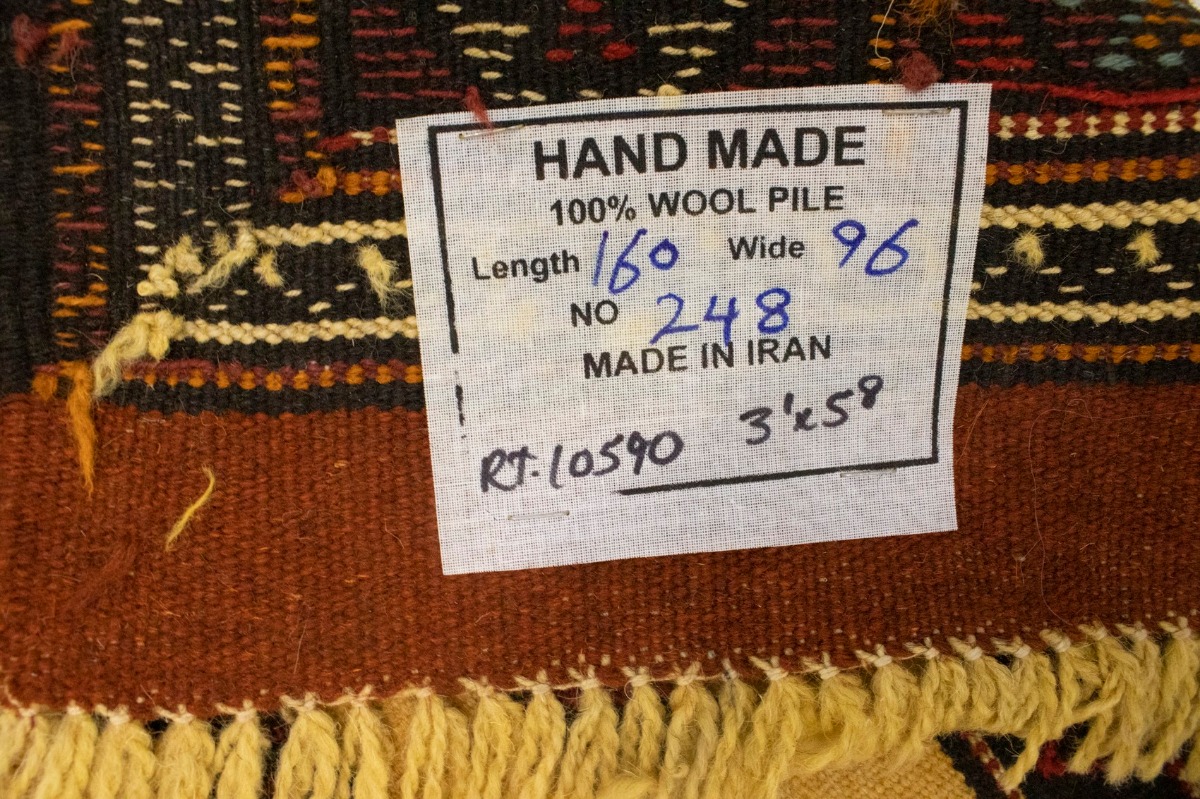 HAND MADE
100% WOOL PILE
Length 160 Wide 96
NO 248
MADE IN IRAN
RT-10590 3'x5⁸